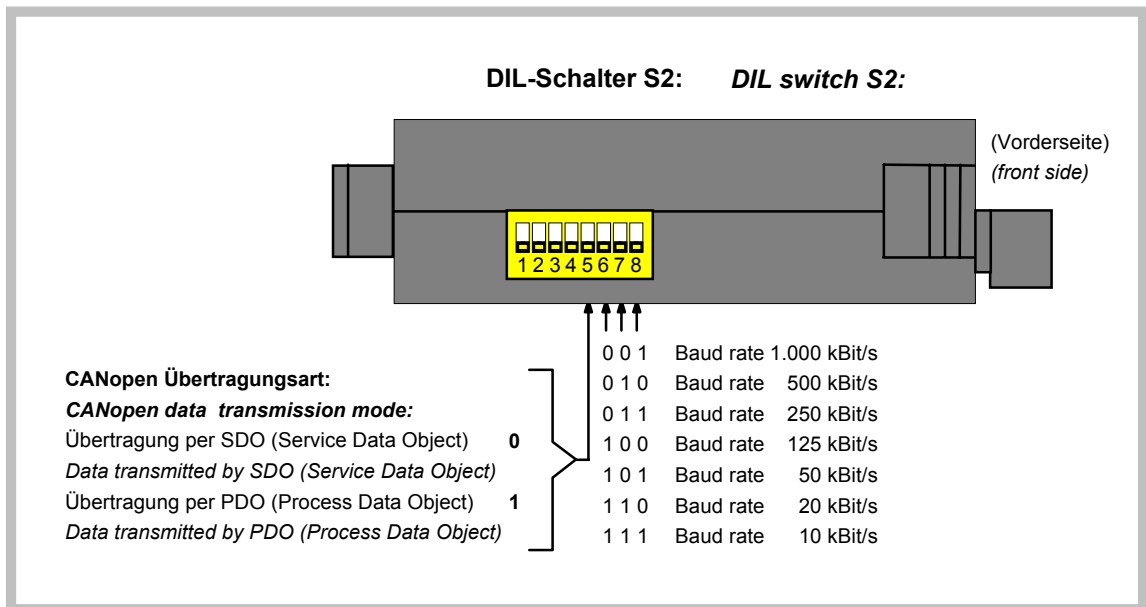 DIL-Schalter S2: DIL switch S2:
(Vorderseite)
(front side)
1 2 3 4 5 6 7 8
0 0 1 Baud rate 1.000 kBit/s
0 1 0 Baud rate 500 kBit/s
0 1 1 Baud rate 250 kBit/s
1 0 0 Baud rate 125 kBit/s
1 0 1 Baud rate 50 kBit/s
1 1 0 Baud rate 20 kBit/s
1 1 1 Baud rate 10 kBit/s
CANopen Übertragungsart:
CANopen data transmission mode:
Übertragung per SDO (Service Data Object) 0
Data transmitted by SDO (Service Data Object)
Übertragung per PDO (Process Data Object) 1
Data transmitted by PDO (Process Data Object)